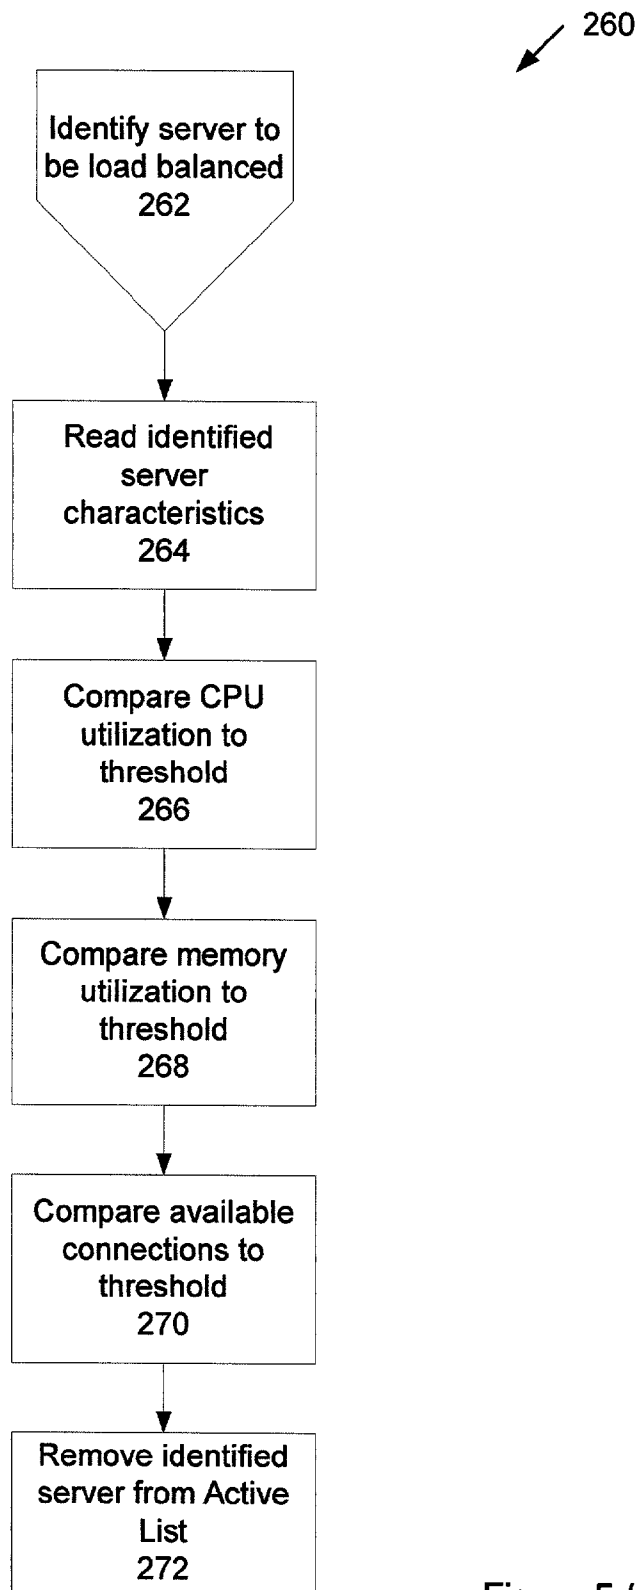 260
Identify server to
be load balanced
262
Read identified
server
characteristics
264
Compare CPU
utilization to
threshold
266
Compare memory
utilization to
threshold
268
Compare available
connections to
threshold
270
Remove identified
server from Active
List
272